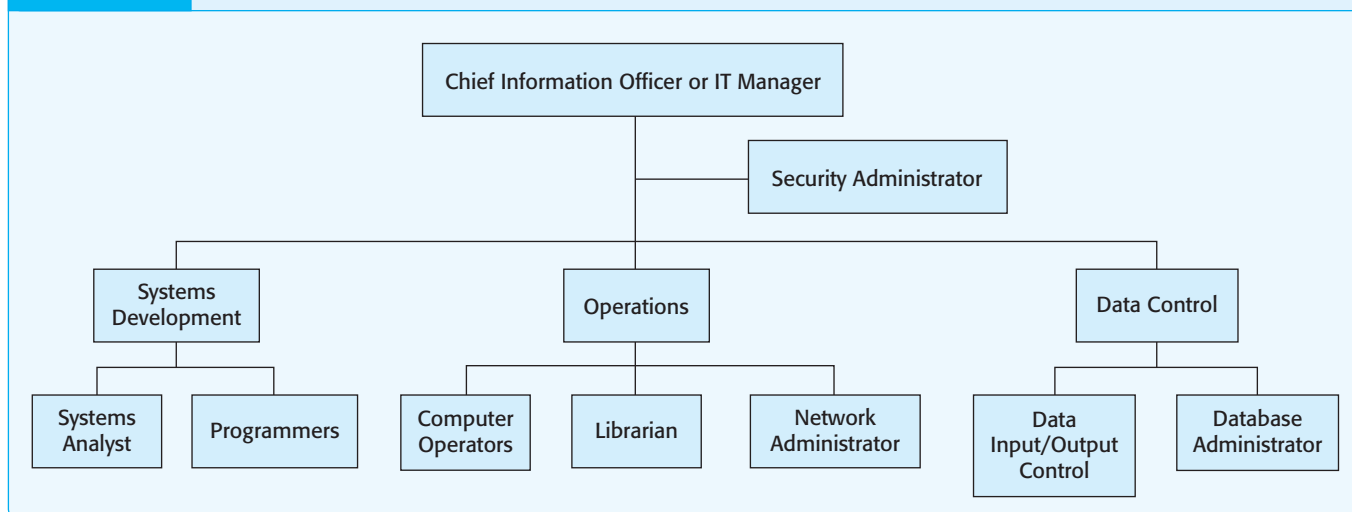 Chief Information Officer or IT Manager
Security Administrator
Systems
Development
Operations
Data Control
Systems
Analyst
Programmers
Computer
Operators
Librarian
Network
Administrator
Data
Input/Output
Control
Database
Administrator